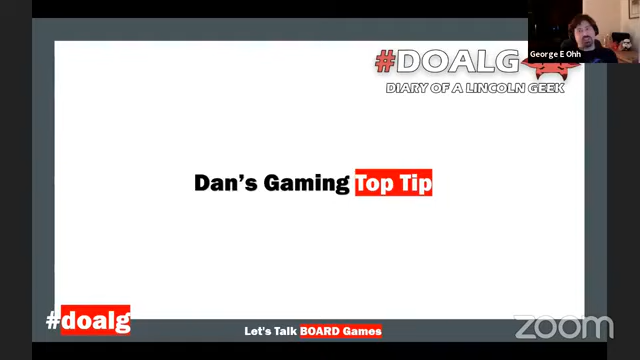 George E Ohh
#DOALG
DIARY OF A LINCOLN GEEK
Dan's Gaming Top Tip
#doalg
Let's Talk BOARD Games
zoom